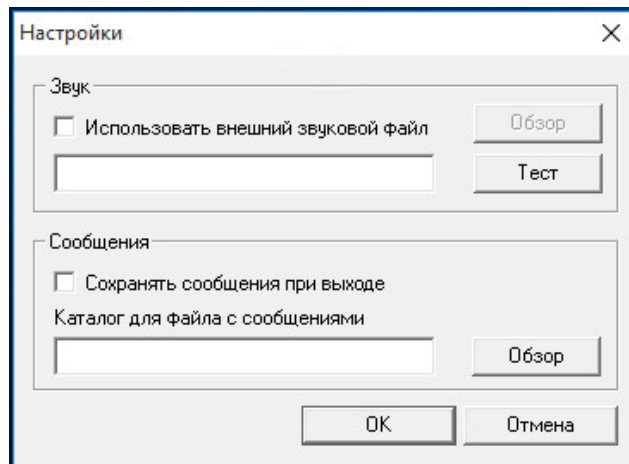 Настройки
Звук
Использовать внешний звуковой файл
Обзор
Тест
Сообщения
Сохранять сообщения при выходе
Каталог для файла с сообщениями
Обзор
OK
Отмена